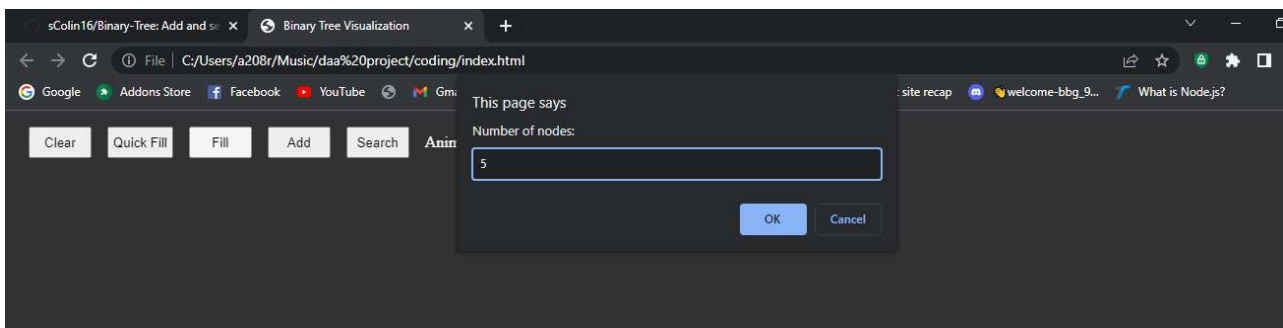 sColin16/Binary-Tree: Add and se
Binary Tree Visualization
File C:/Users/a208r/Music/daa%20project/coding/index.html
Google Addons Store Facebook YouTube Gma site recap welcome-bbg_9... What is Node.js?
This page says
Number of nodes:
5
OK Cancel
Clear Quick Fill Fill Add Search Anim